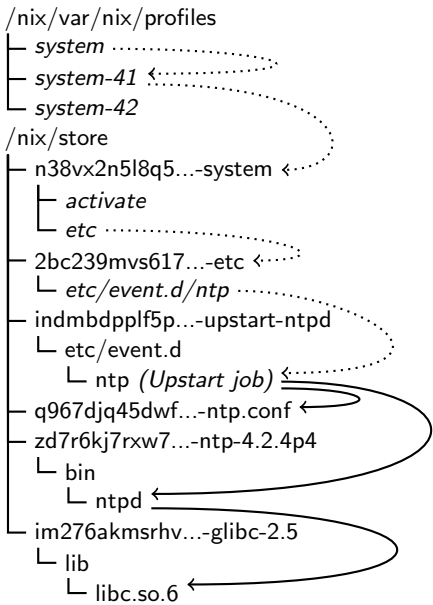 /nix/var/nix/profiles
system
system-41
system-42
/nix/store
n38vx2n5l8q5...-system
activate
etc
2bc239mvs617...-etc
etc/event.d/ntp
indmbdpplf5p...-upstart-ntpd
etc/event.d
ntp (Upstart job)
q967djq45dwf...-ntp.conf
zd7r6kj7rxw7...-ntp-4.2.4p4
bin
ntpd
im276akmsrhv...-glibc-2.5
lib
libc.so.6